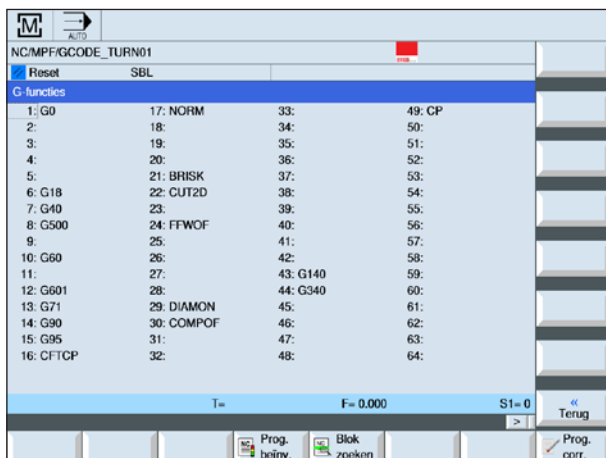 M AUTO
NC/MPF/GCODE_TURN01
Reset SBL
G-functies
1: G0 17: NORM 33: 49: CP
2: 18: 34: 50:
3: 19: 35: 51:
4: 20: 36: 52:
5: 21: BRISK 37: 53:
6: G18 22: CUT2D 38: 54:
7: G40 23: 39: 55:
8: G500 24: FFWOF 40: 56:
9: 25: 41: 57:
10: G60 26: 42: 58:
11: 27: 43: G140 59:
12: G601 28: 44: G340 60:
13: G71 29: DIAMON 45: 61:
14: G90 30: COMPOF 46: 62:
15: G95 31: 47: 63:
16: CFTCP 32: 48: 64:
T= F= 0.000 S1= 0
« Terug
>
Prog. Blok Prog.
beïnv. zoeken corr.